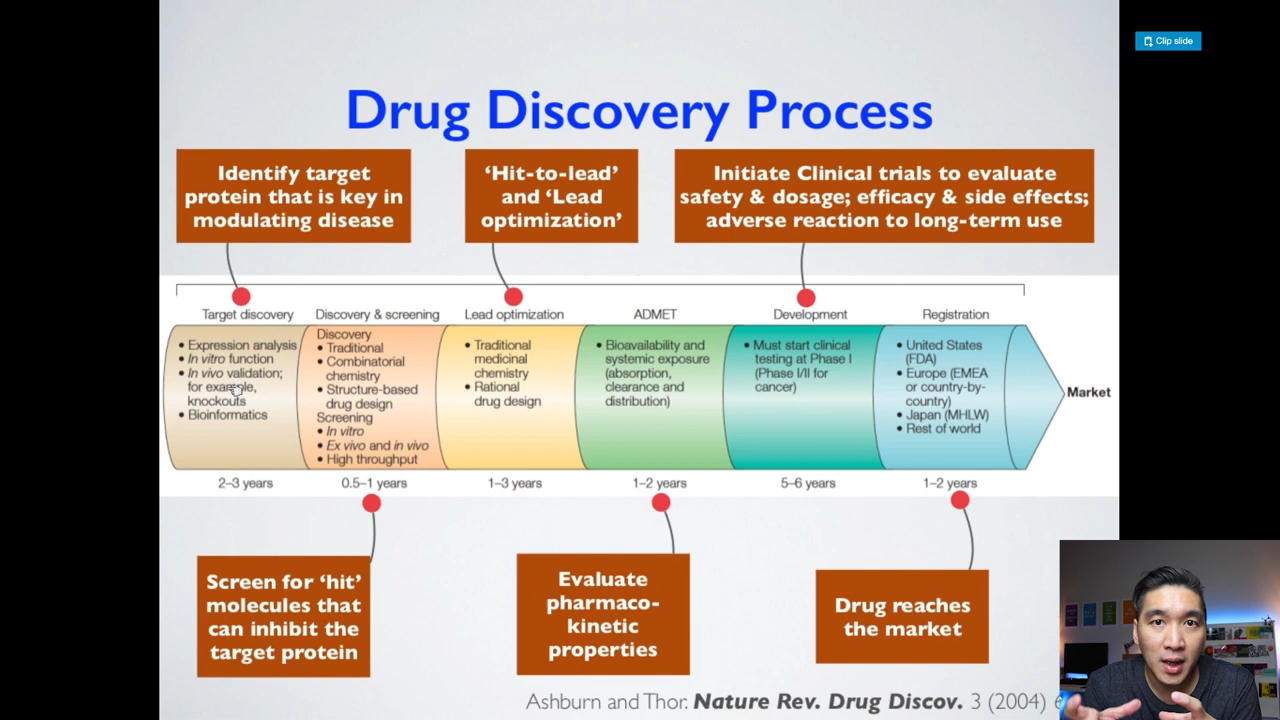 Clip slide
Drug Discovery Process
Identify target
protein that is key in
modulating disease
‘Hit-to-lead’
and ‘Lead
optimization’
Initiate Clinical trials to evaluate
safety & dosage; efficacy & side effects;
adverse reaction to long-term use
Target discovery
• Expression analysis
• In vitro function
• In vivo validation;
for example,
knockouts
• Bioinformatics
2–3 years
Discovery & screening
Discovery
• Traditional
• Combinatorial
chemistry
• Structure-based
drug design
Screening
• In vitro
• Ex vivo and in vivo
• High throughput
0.5–1 years
Lead optimization
• Traditional
medicinal
chemistry
• Rational
drug design
1–3 years
ADMET
• Bioavailability and
systemic exposure
(absorption,
clearance and
distribution)
1–2 years
Development
• Must start clinical
testing at Phase I
(Phase I/II for
cancer)
5–6 years
Registration
• United States
(FDA)
• Europe (EMEA
or country-by-
country)
• Japan (MHLW)
• Rest of world
1–2 years
Market
Screen for ‘hit’
molecules that
can inhibit the
target protein
Evaluate
pharmaco-
kinetic
properties
Drug reaches
the market
Ashburn and Thor. Nature Rev. Drug Discov. 3 (2004)